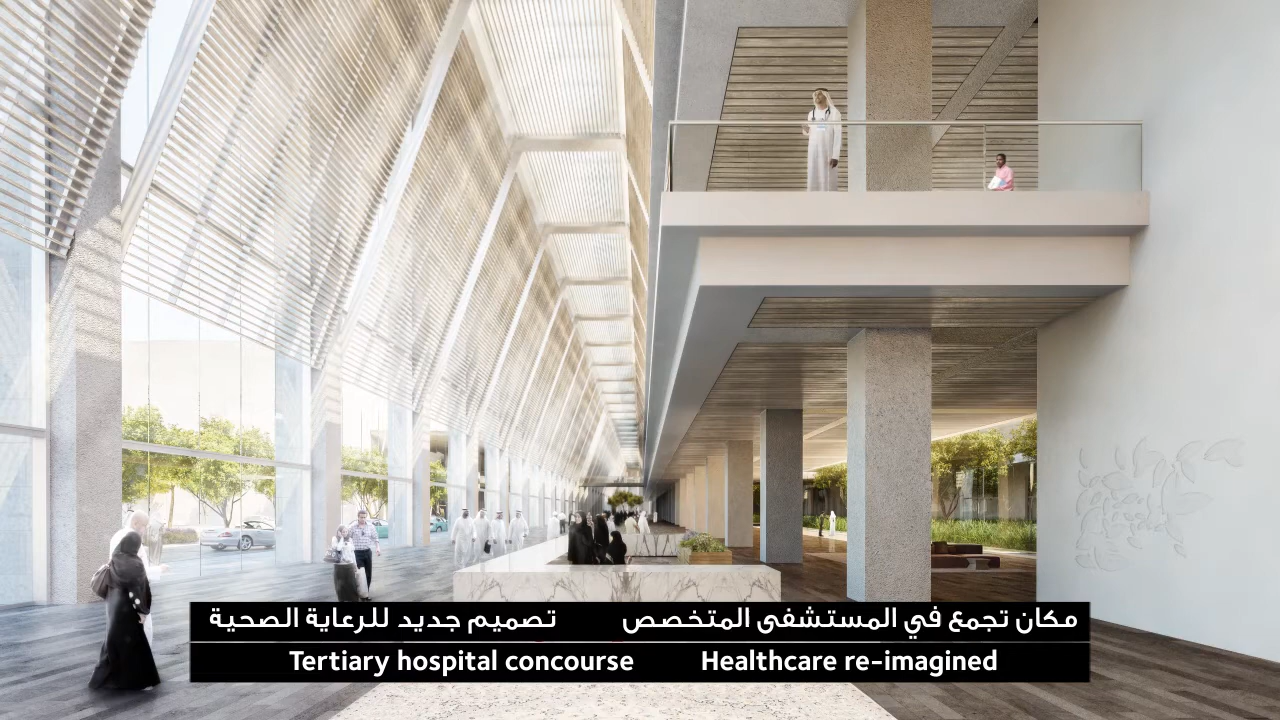 مكان تجمع في المستشفى المتخصص تصميم جديد للرعاية الصحية
Tertiary hospital concourse Healthcare re-imagined